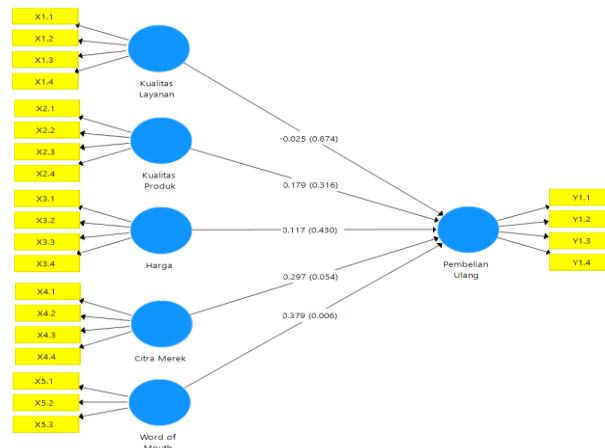 X1.1
X1.2
X1.3
X1.4
Kualitas
Layanan
-0.025 (0.874)
X2.1
X2.2
X2.3
X2.4
Kualitas
Produk
0.179 (0.316)
X3.1
X3.2
X3.3
X3.4
Harga
0.117 (0.430)
X4.1
X4.2
X4.3
X4.4
Citra Merek
0.297 (0.054)
X5.1
X5.2
X5.3
Word of
Mouth
0.379 (0.006)
Pembelian
Ulang
Y1.1
Y1.2
Y1.3
Y1.4